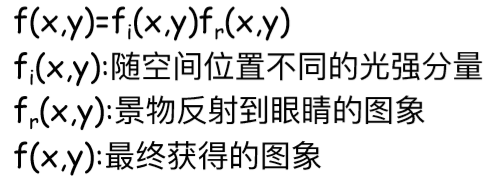 f(x,y)=fᵢ(x,y)fᵣ(x,y)
fᵢ(x,y):随空间位置不同的光强分量
fᵣ(x,y):景物反射到眼睛的图象
f(x,y):最终获得的图象